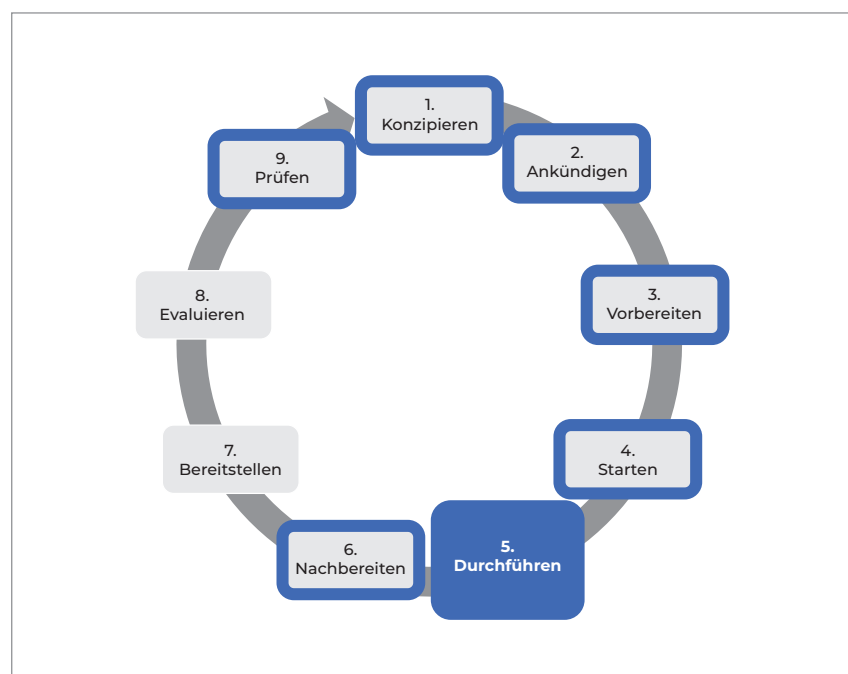 1.
Konzipieren
2.
Ankündigen
3.
Vorbereiten
4.
Starten
5.
Durchführen
6.
Nachbereiten
7.
Bereitstellen
8.
Evaluieren
9.
Prüfen